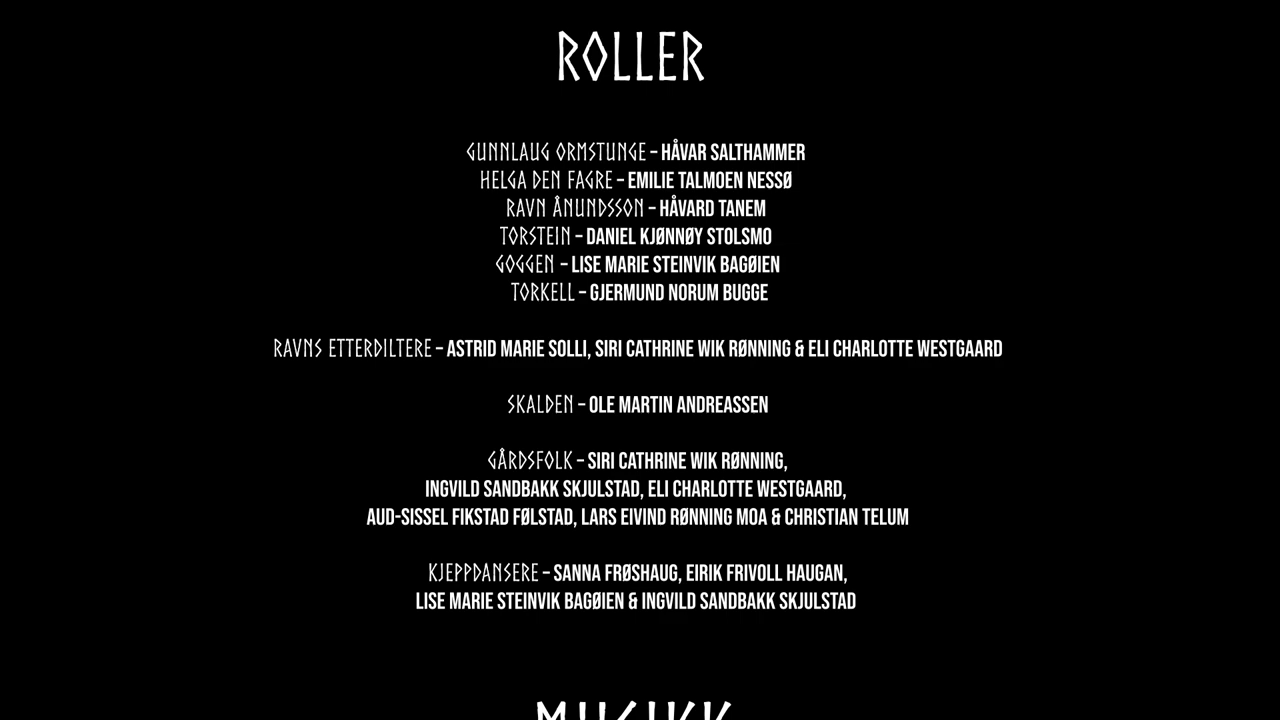 ROLLER
GUNNLAUG ORMSTUNGE – HÅVAR SALTHAMMER
HELGA DEN FAGRE – EMILIE TALMOEN NESSØ
RAVN ÅNUNDSSON – HÅVARD TANEM
TORSTEIN – DANIEL KJØNNØY STOLSMO
GOGGEN – LISE MARIE STEINVIK BAGØIEN
TORKELL – GJERMUND NORUM BUGGE
RAVNS ETTERDILTERE – ASTRID MARIE SOLLI, SIRI CATHRINE WIK RØNNING & ELI CHARLOTTE WESTGAARD
SKALDEN – OLE MARTIN ANDREASSEN
GÅRDSFOLK – SIRI CATHRINE WIK RØNNING,
INGVILD SANDBAKK SKJULSTAD, ELI CHARLOTTE WESTGAARD,
AUD-SISSEL FIKSTAD FØLSTAD, LARS EIVIND RØNNING MOA & CHRISTIAN TELUM
KJEPPDANSERE – SANNA FRØSHAUG, EIRIK FRIVOLL HAUGAN,
LISE MARIE STEINVIK BAGØIEN & INGVILD SANDBAKK SKJULSTAD
MUSIKK